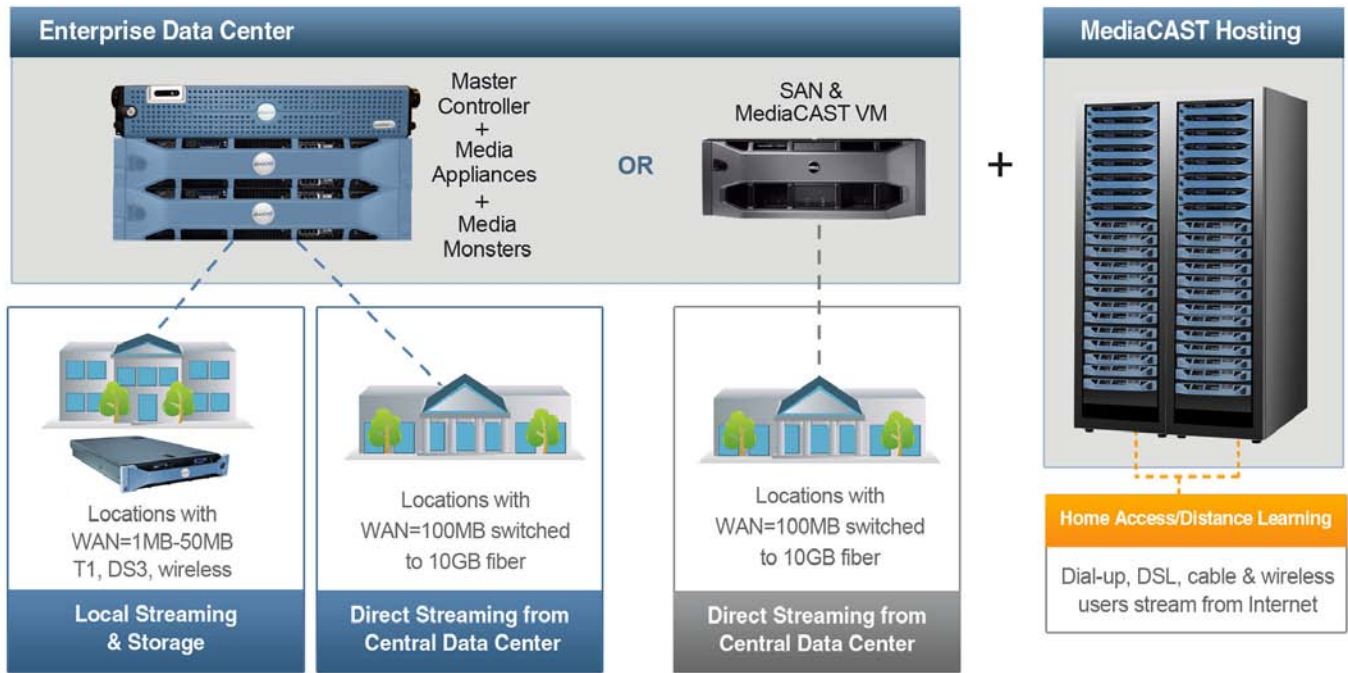 Enterprise Data Center
Master
Controller
+
Media
Appliances
+
Media
Monsters
OR
SAN &
MediaCAST VM
+
MediaCAST Hosting
Locations with
WAN=1MB-50MB
T1, DS3, wireless
Local Streaming
& Storage
Locations with
WAN=100MB switched
to 10GB fiber
Direct Streaming from
Central Data Center
Locations with
WAN=100MB switched
to 10GB fiber
Direct Streaming from
Central Data Center
Home Access/Distance Learning
Dial-up, DSL, cable & wireless
users stream from Internet